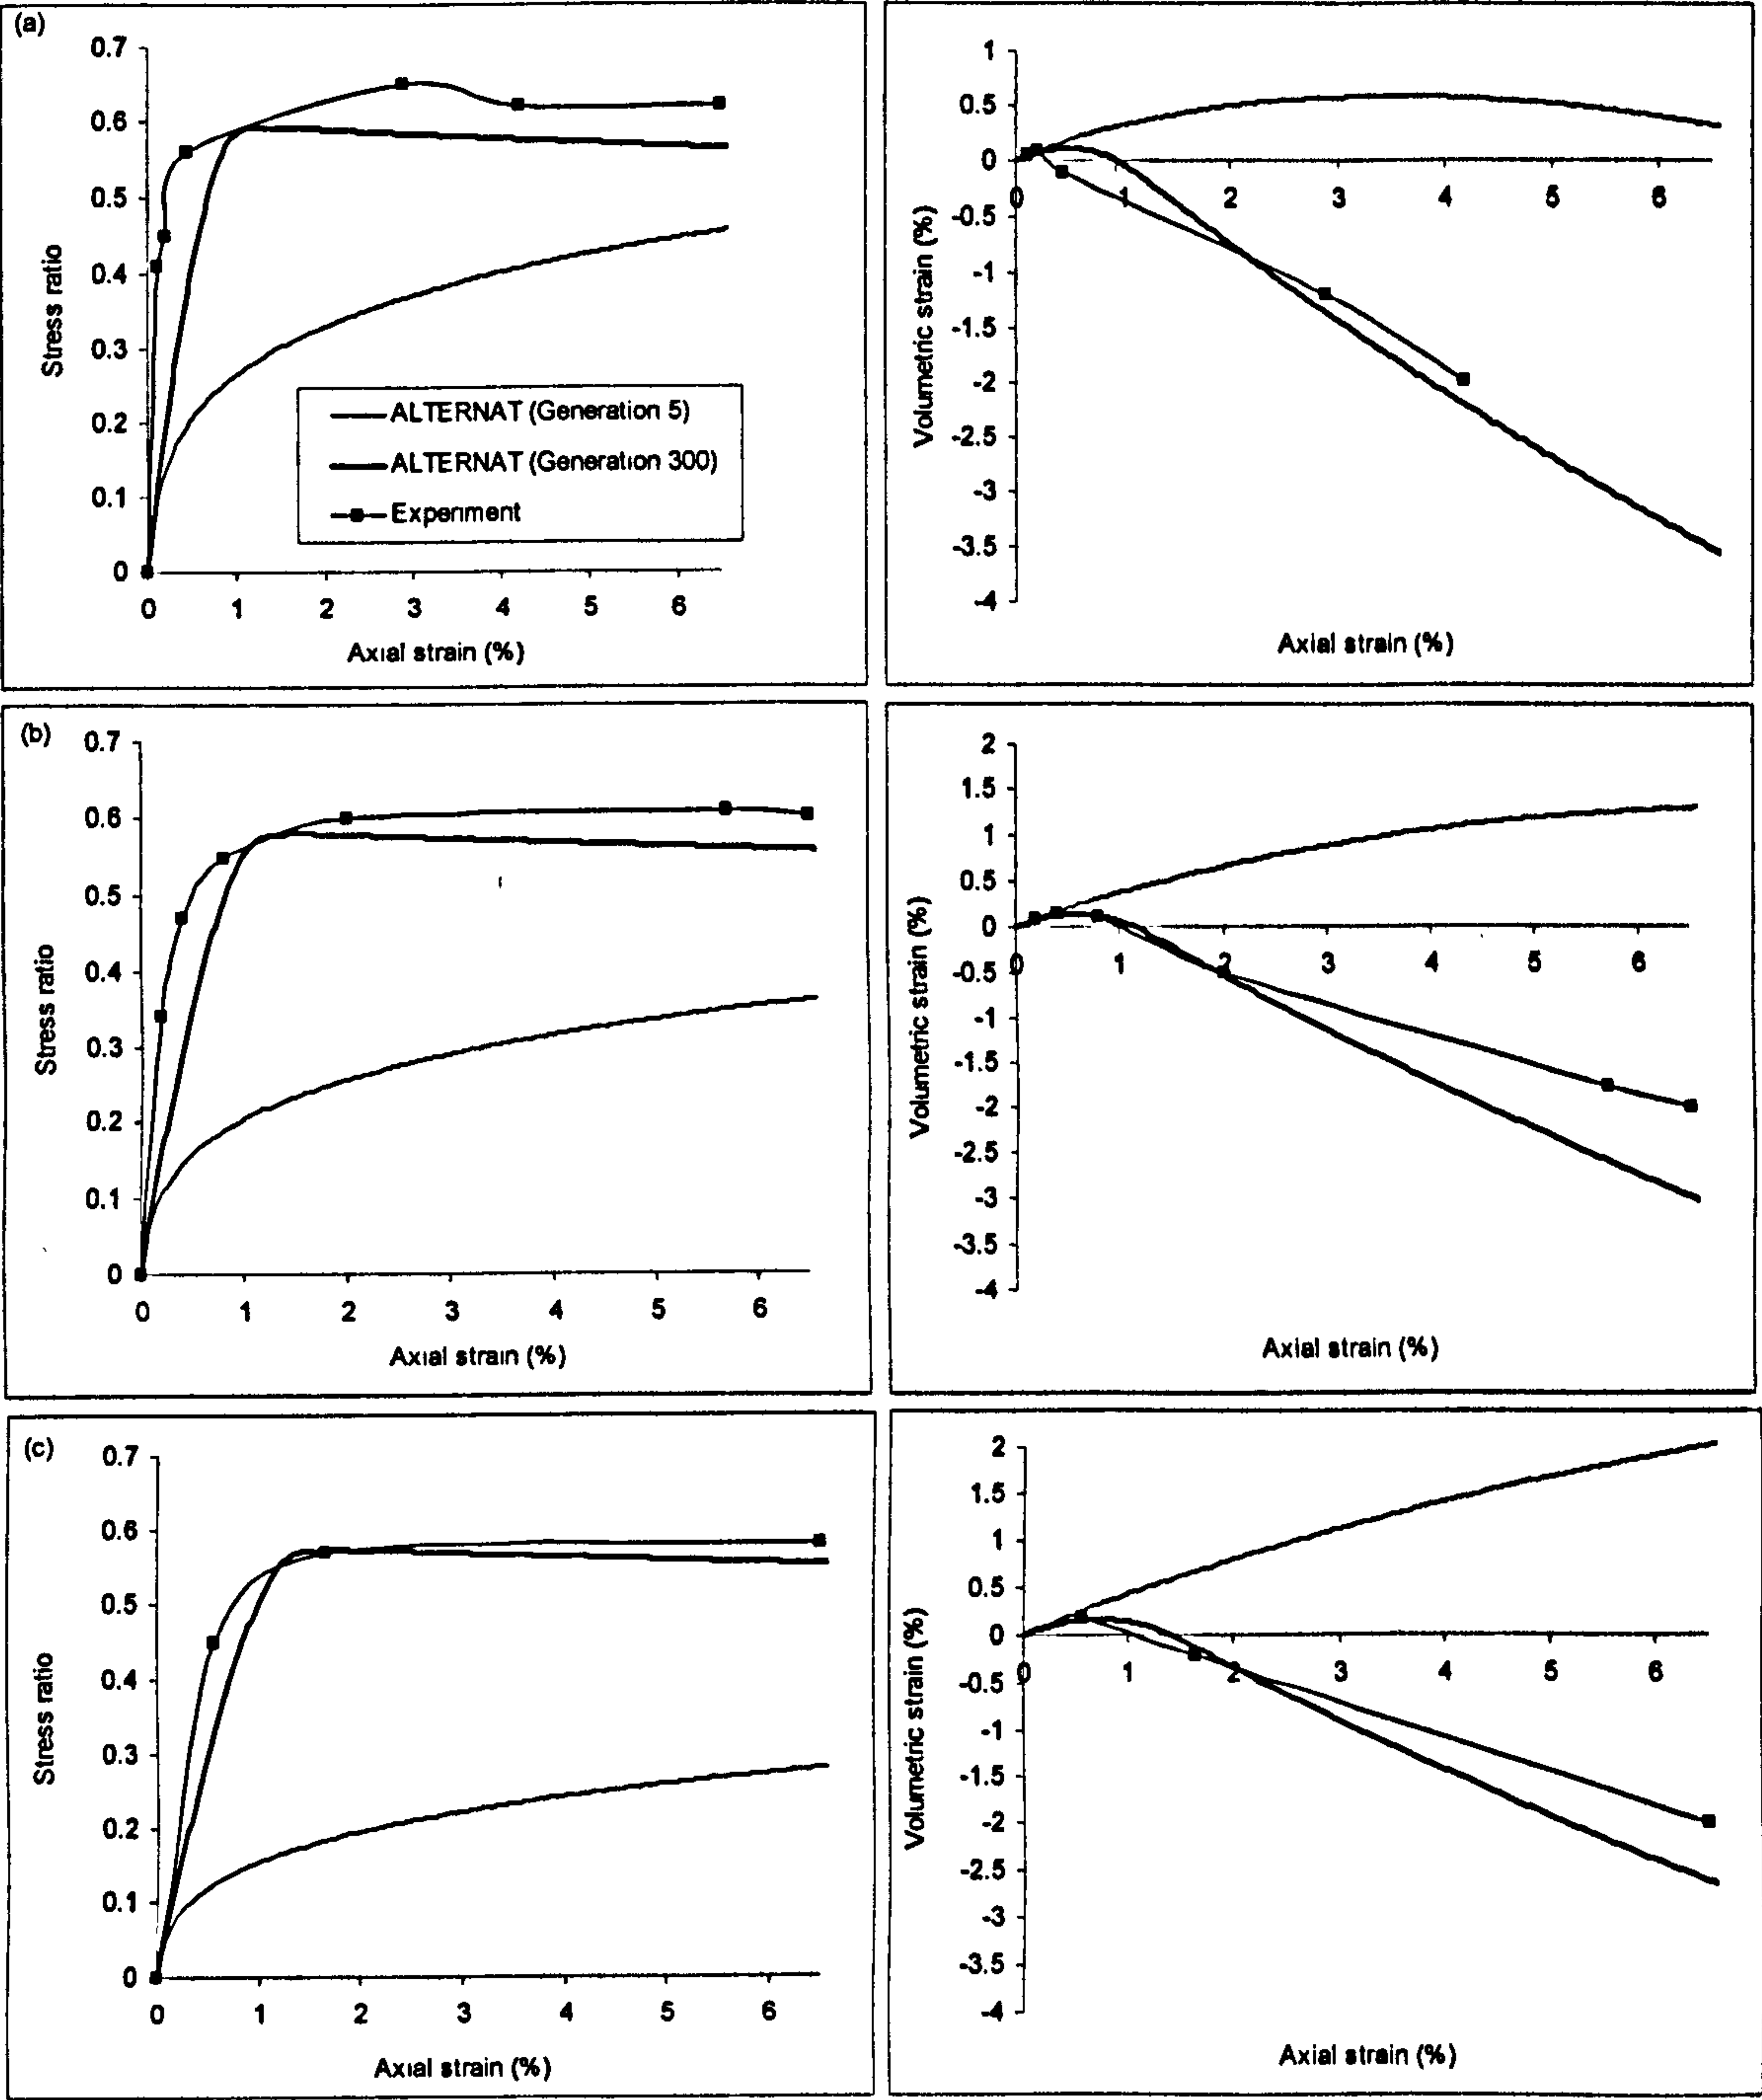 (a)
0.7
0.6
0.5
0.4
0.3
0.2
0.1
0
Stress ratio
ALTERNAT (Generation 5)
ALTERNAT (Generation 300)
Experiment
0 1 2 3 4 5 6
Axial strain (%)
1
0.5
0
-0.5
-1
-1.5
-2
-2.5
-3
-3.5
-4
Volumetric strain (%)
0 1 2 3 4 5 6
Axial strain (%)
(b)
0.7
0.6
0.5
0.4
0.3
0.2
0.1
0
Stress ratio
0 1 2 3 4 5 6
Axial strain (%)
2
1.5
1
0.5
0
-0.5
-1
-1.5
-2
-2.5
-3
-3.5
-4
Volumetric strain (%)
0 1 2 3 4 5 6
Axial strain (%)
(c)
0.7
0.6
0.5
0.4
0.3
0.2
0.1
0
Stress ratio
0 1 2 3 4 5 6
Axial strain (%)
2
1.5
1
0.5
0
-0.5
-1
-1.5
-2
-2.5
-3
-3.5
-4
Volumetric strain (%)
0 1 2 3 4 5 6
Axial strain (%)